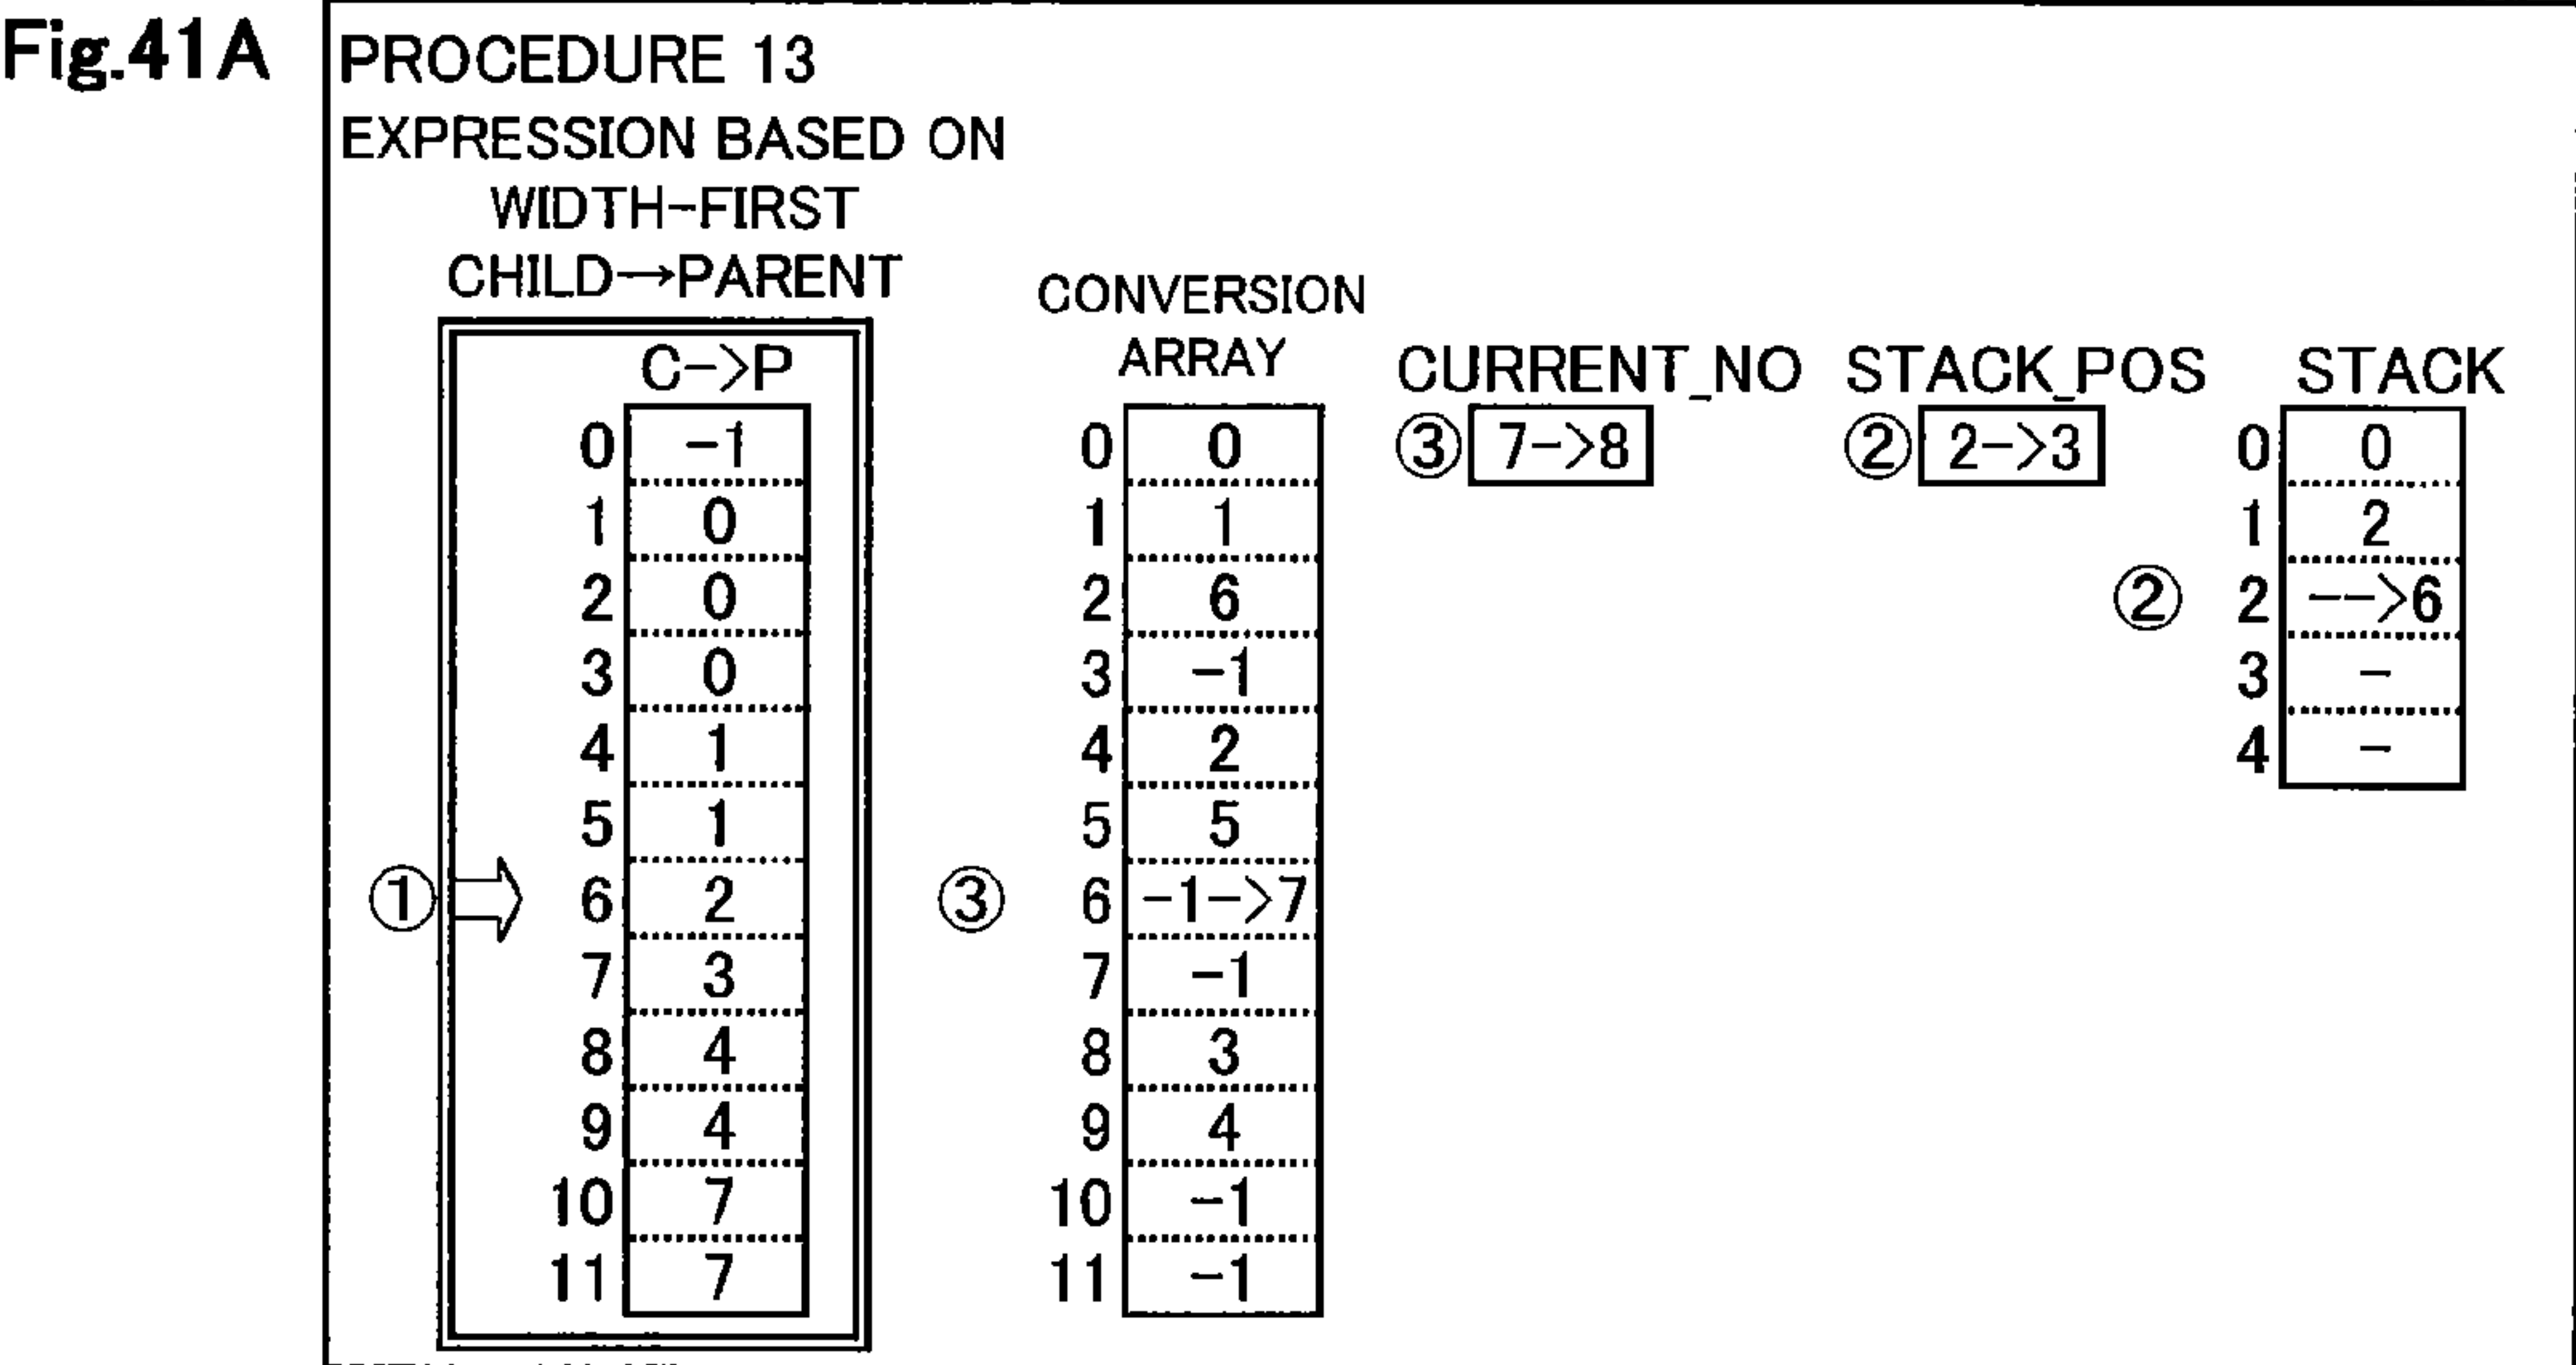 Fig.41A
PROCEDURE 13
EXPRESSION BASED ON
WIDTH-FIRST
CHILD→PARENT
C->P
0 -1
1 0
2 0
3 0
4 1
5 1
① 6 2
7 3
8 4
9 4
10 7
11 7
CONVERSION
ARRAY
0 0
1 1
2 6
3 -1
4 2
5 5
③ 6 -1->7
7 -1
8 3
9 4
10 -1
11 -1
CURRENT_NO
③ 7->8
STACK_POS
② 2->3
STACK
0 0
1 2
② 2 -->6
3 -
4 -